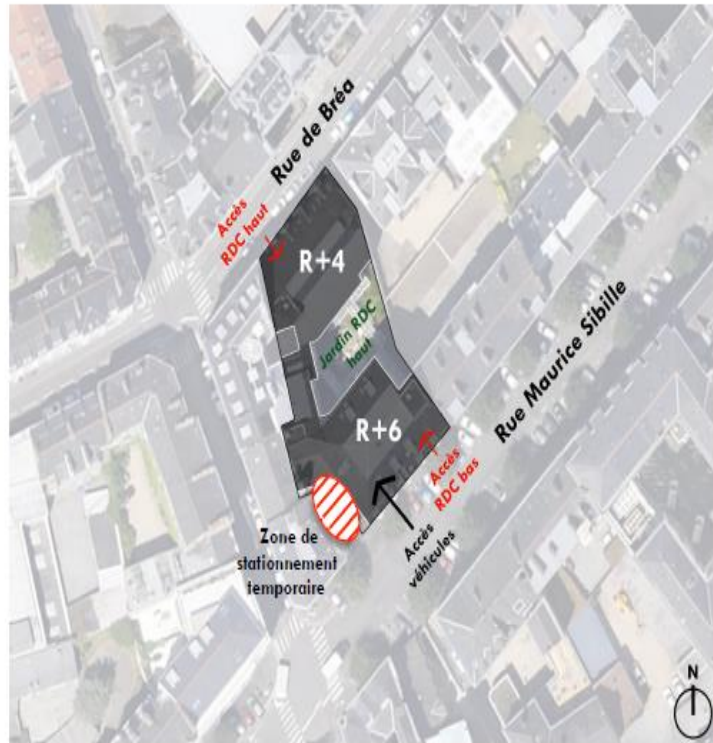 Rue de Bréa
Accès
RDC haut
R+4
Jardin RDC
haut
Rue Maurice Sibille
R+6
Accès
RDC bas
Accès
véhicules
Zone de
stationnement
temporaire
N